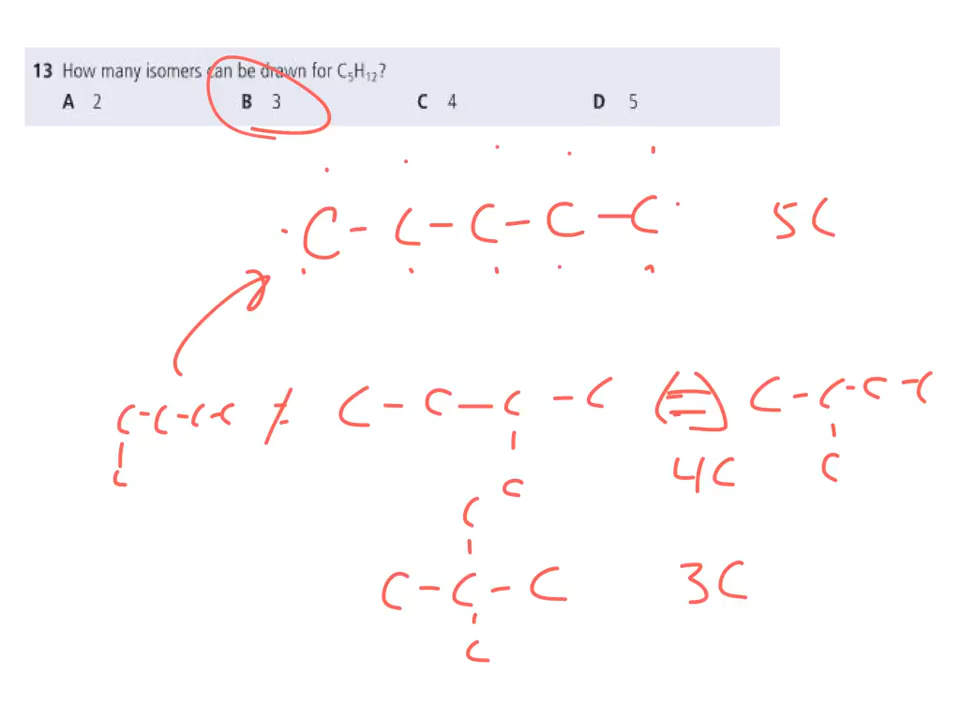 13 How many isomers can be drawn for C₅H₁₂?
A 2 B 3 C 4 D 5
C - C - C - C - C 5C
C - C - C - C ≠ C - C - C - C (=) C - C - C - C
C C C
4C
C
C - C - C 3C
C